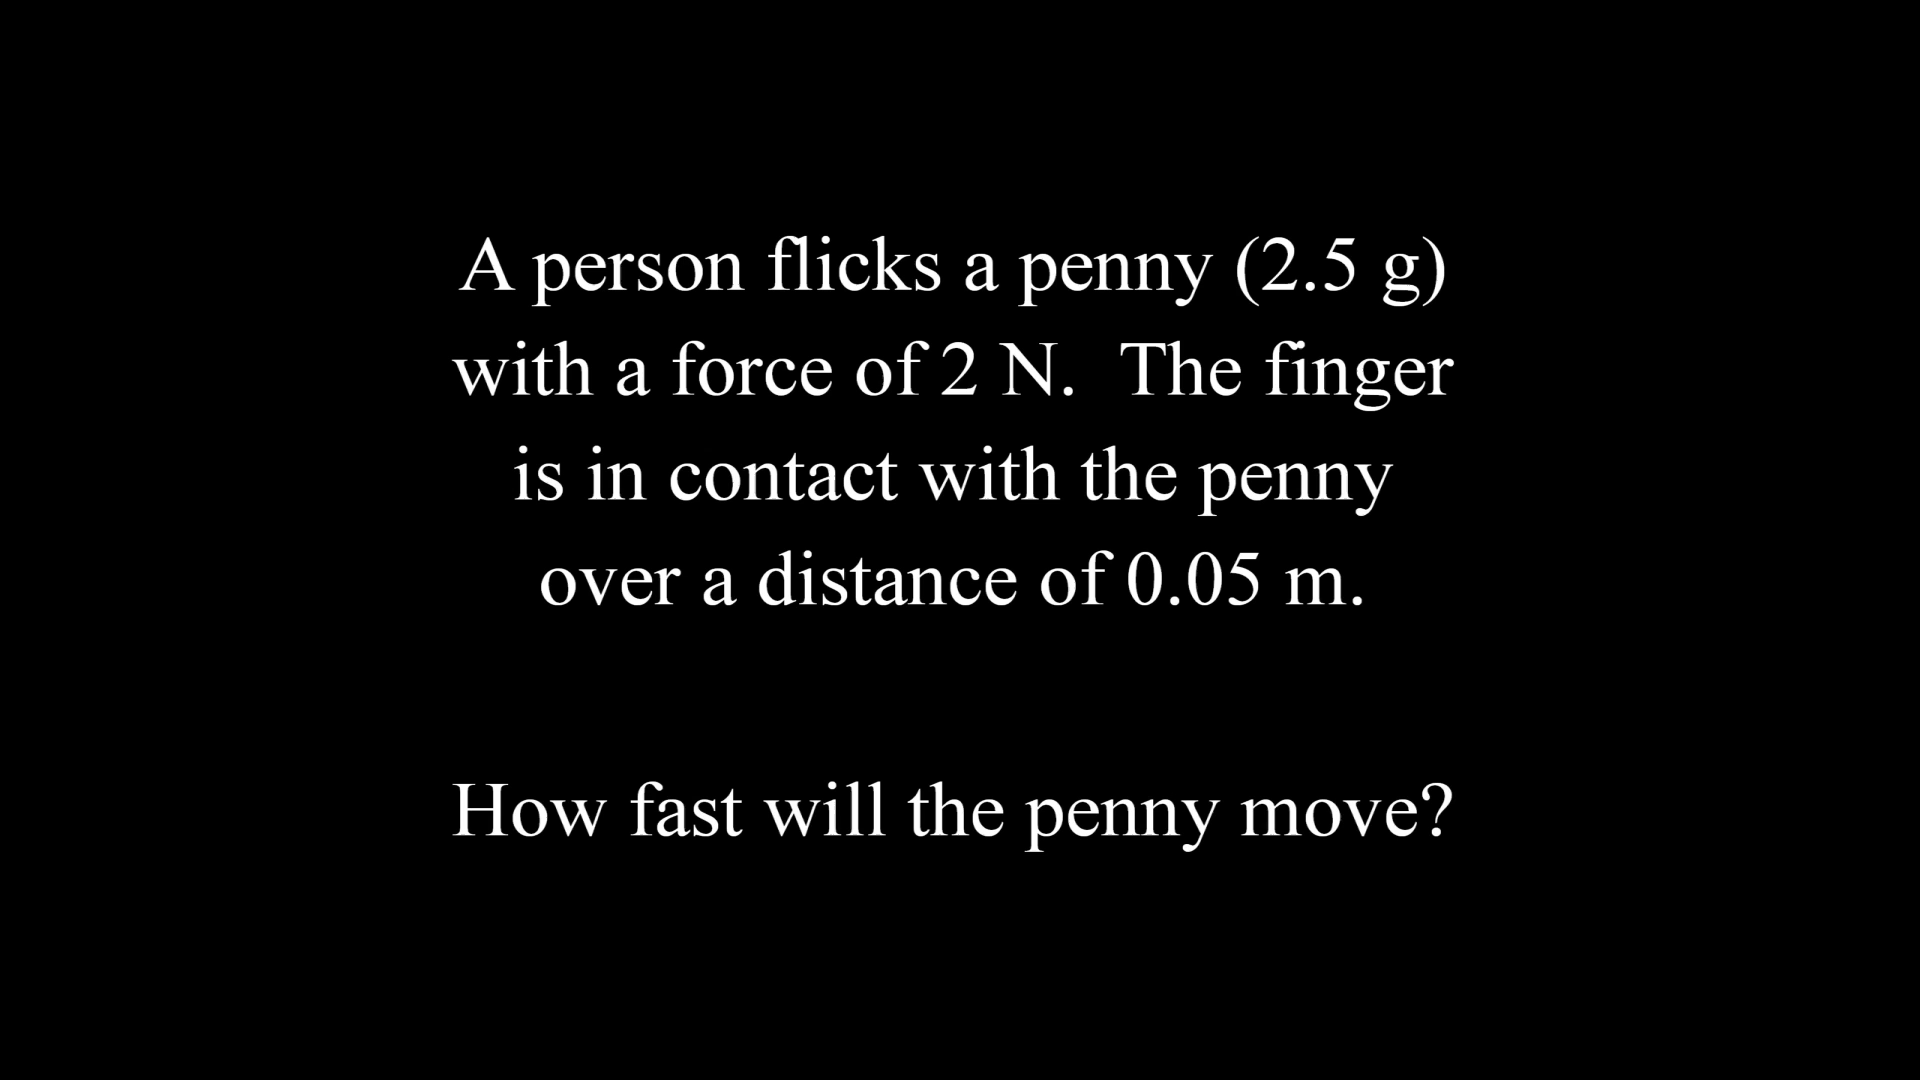 A person flicks a penny (2.5 g)
with a force of 2 N.  The finger
is in contact with the penny
over a distance of 0.05 m.
How fast will the penny move?